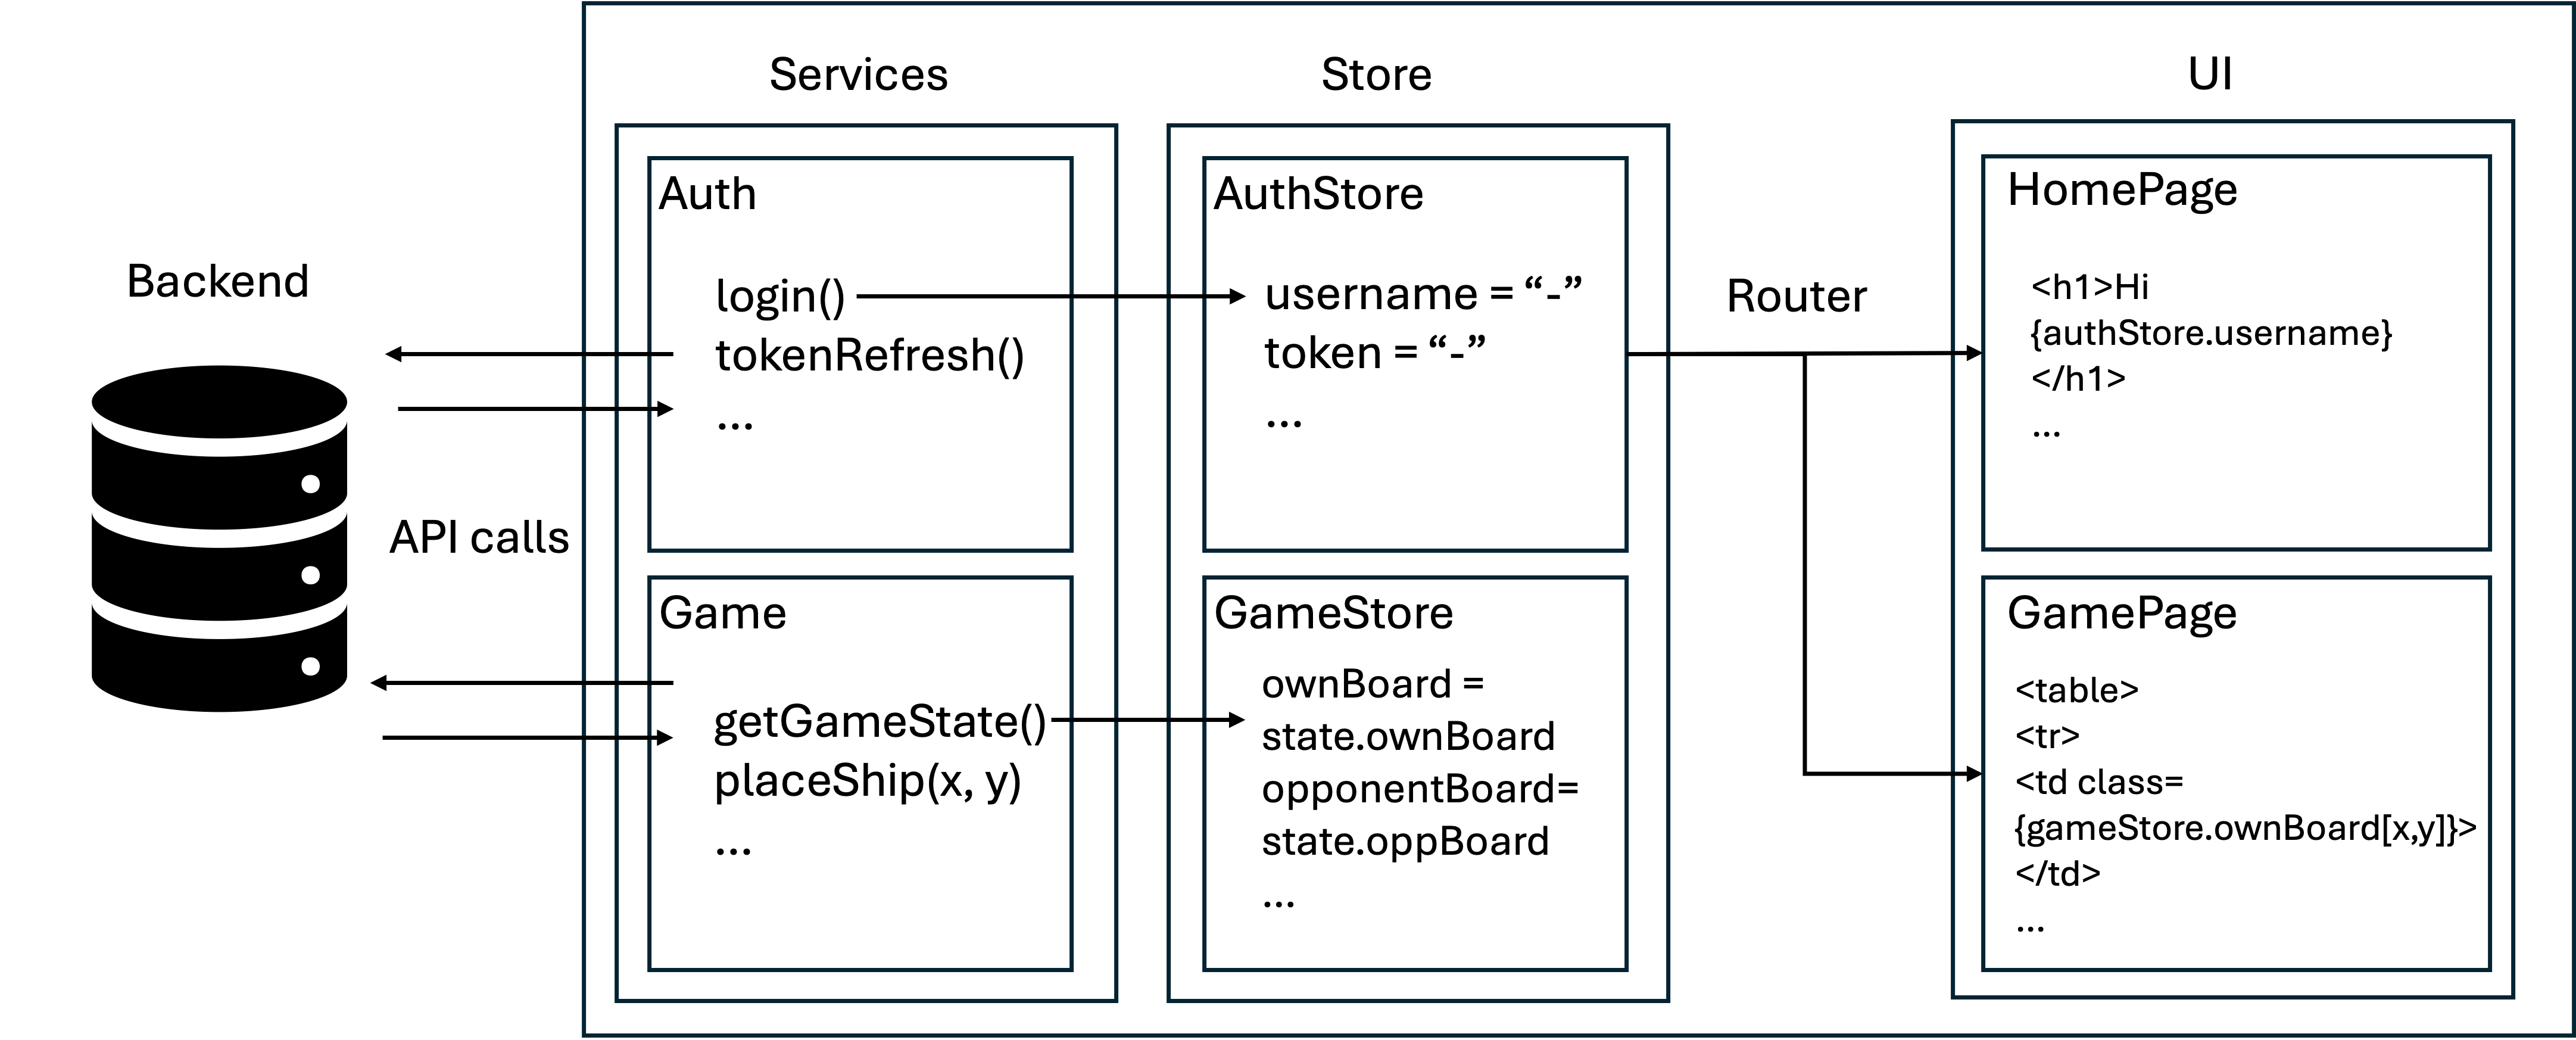 Services
Store
UI
Backend
API calls
Auth
login()
tokenRefresh()
...
Game
getGameState()
placeShip(x, y)
...
AuthStore
username = “-”
token = “-”
...
GameStore
ownBoard =
state.ownBoard
opponentBoard=
state.oppBoard
...
Router
HomePage
<h1>Hi
{authStore.username}
</h1>
...
GamePage
<table>
<tr>
<td class=
{gameStore.ownBoard[x,y]}>
</td>
...